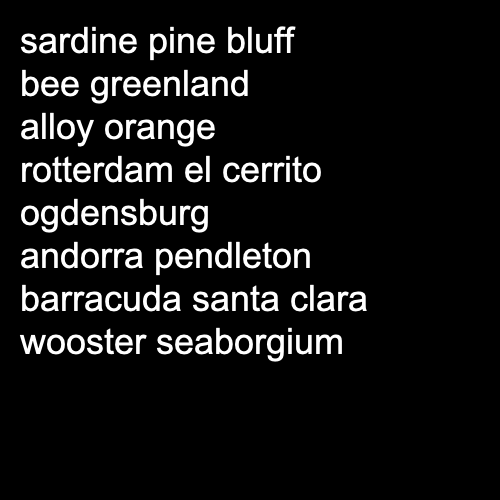 sardine pine bluff
bee greenland
alloy orange
rotterdam el cerrito
ogdensburg
andorra pendleton
barracuda santa clara
wooster seaborgium